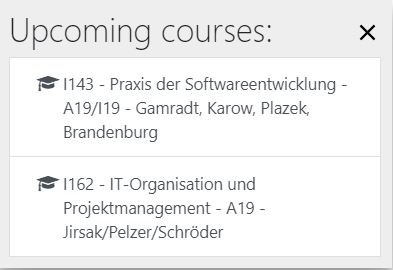 Upcoming courses:
I143 - Praxis der Softwareentwicklung -
A19/I19 - Gamradt, Karow, Plazek,
Brandenburg
I162 - IT-Organisation und
Projektmanagement - A19 -
Jirsak/Pelzer/Schröder